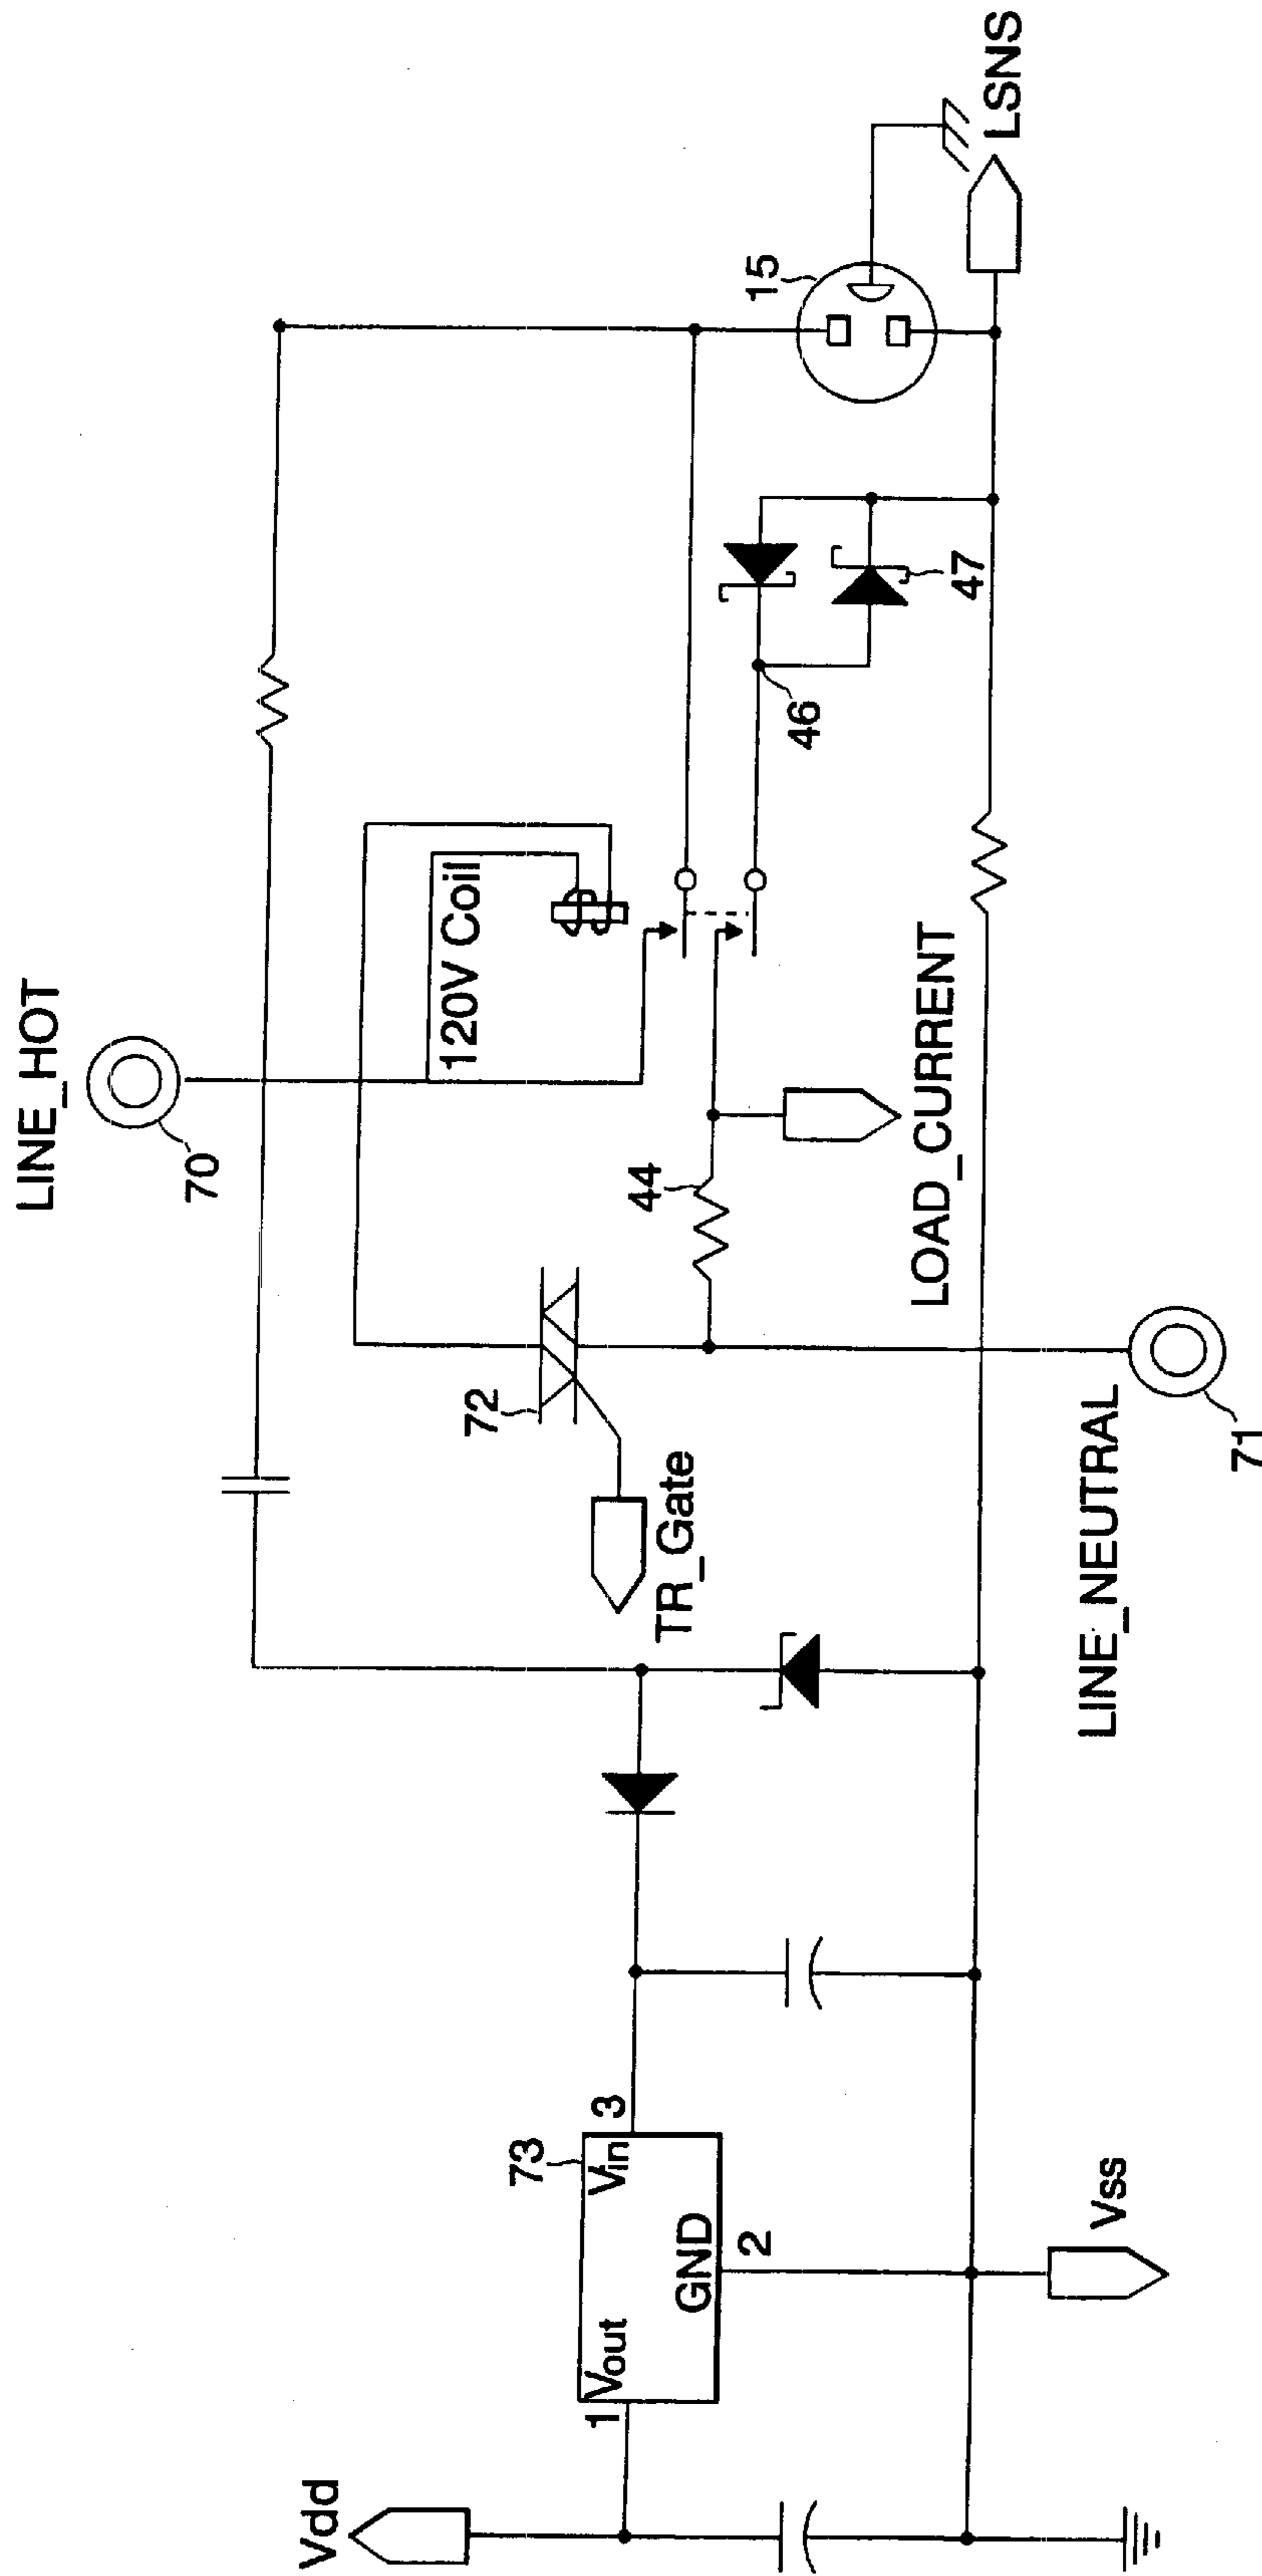 LINE_HOT
70
120V Coil
15
LSNS
44
46
47
LOAD_CURRENT
72
TR_Gate
LINE_NEUTRAL
71
73
Vin
3
Vout
1
GND
2
Vdd
Vss